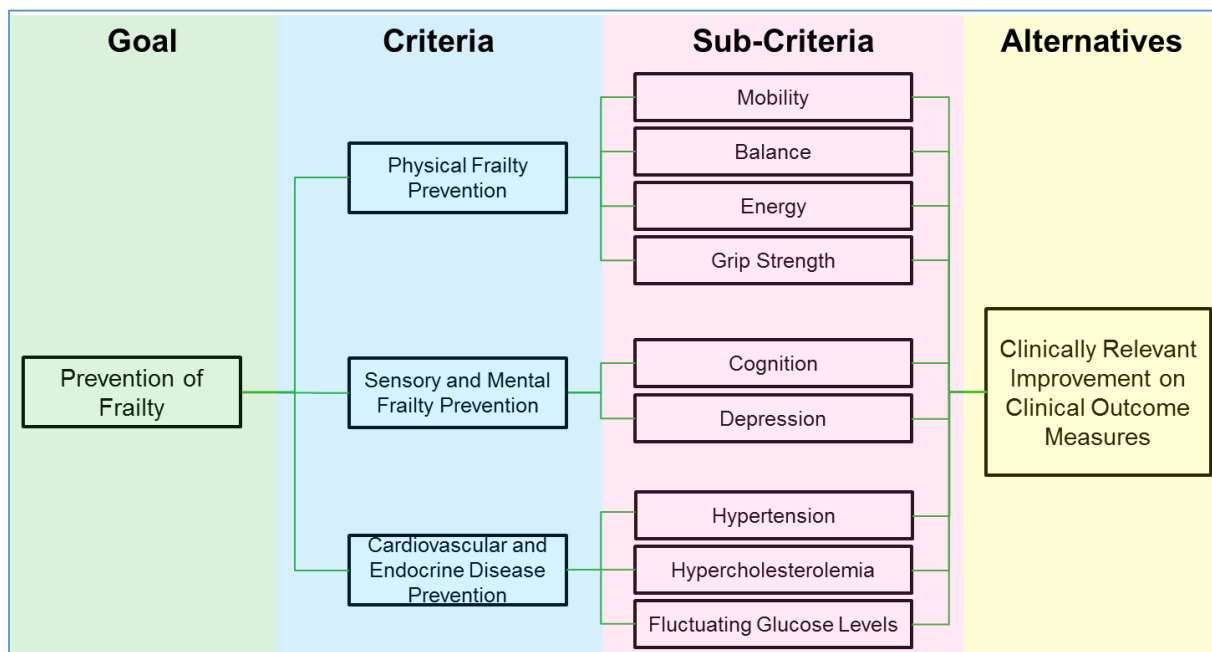 Goal
Criteria
Sub-Criteria
Alternatives
Prevention of
Frailty
Physical Frailty
Prevention
Sensory and Mental
Frailty Prevention
Cardiovascular and
Endocrine Disease
Prevention
Mobility
Balance
Energy
Grip Strength
Cognition
Depression
Hypertension
Hypercholesterolemia
Fluctuating Glucose Levels
Clinically Relevant
Improvement on
Clinical Outcome
Measures